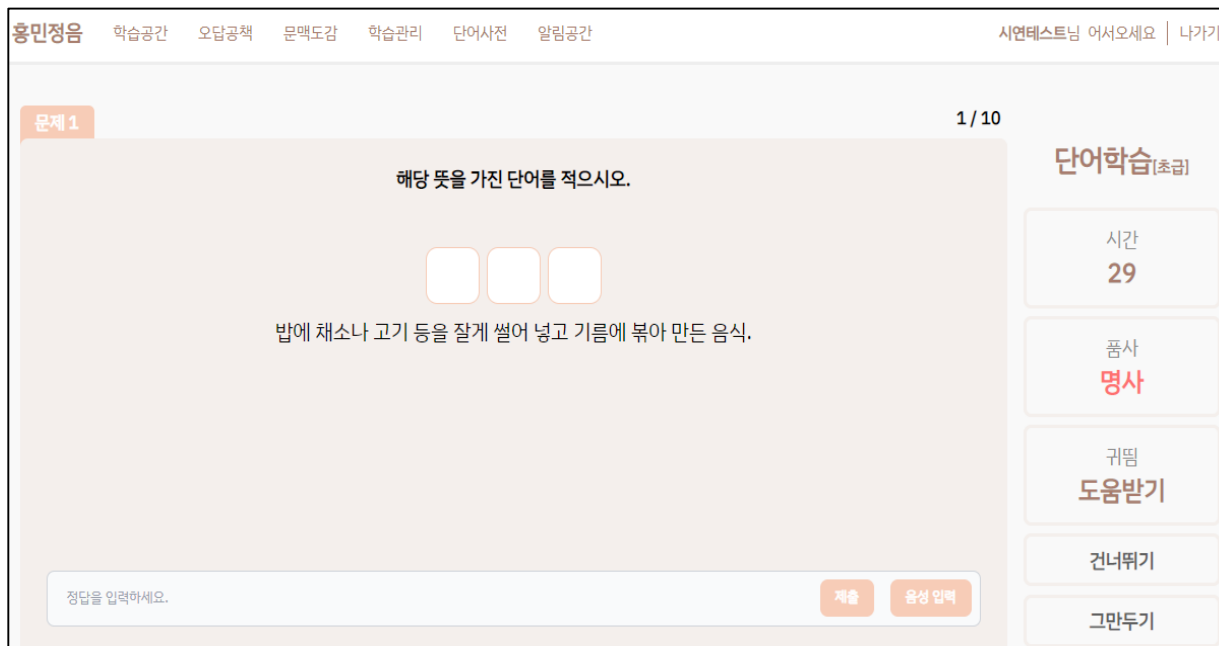 홍민정음 학습공간 오답공책 문맥도감 학습관리 단어사전 알림공간 시연테스트님 어서오세요 | 나가기
문제 1 1 / 10
해당 뜻을 가진 단어를 적으시오.
밥에 채소나 고기 등을 잘게 썰어 넣고 기름에 볶아 만든 음식.
정답을 입력하세요. 제출 음성 입력
단어학습[초급]
시간
29
품사
명사
귀띔
도움받기
건너뛰기
그만두기